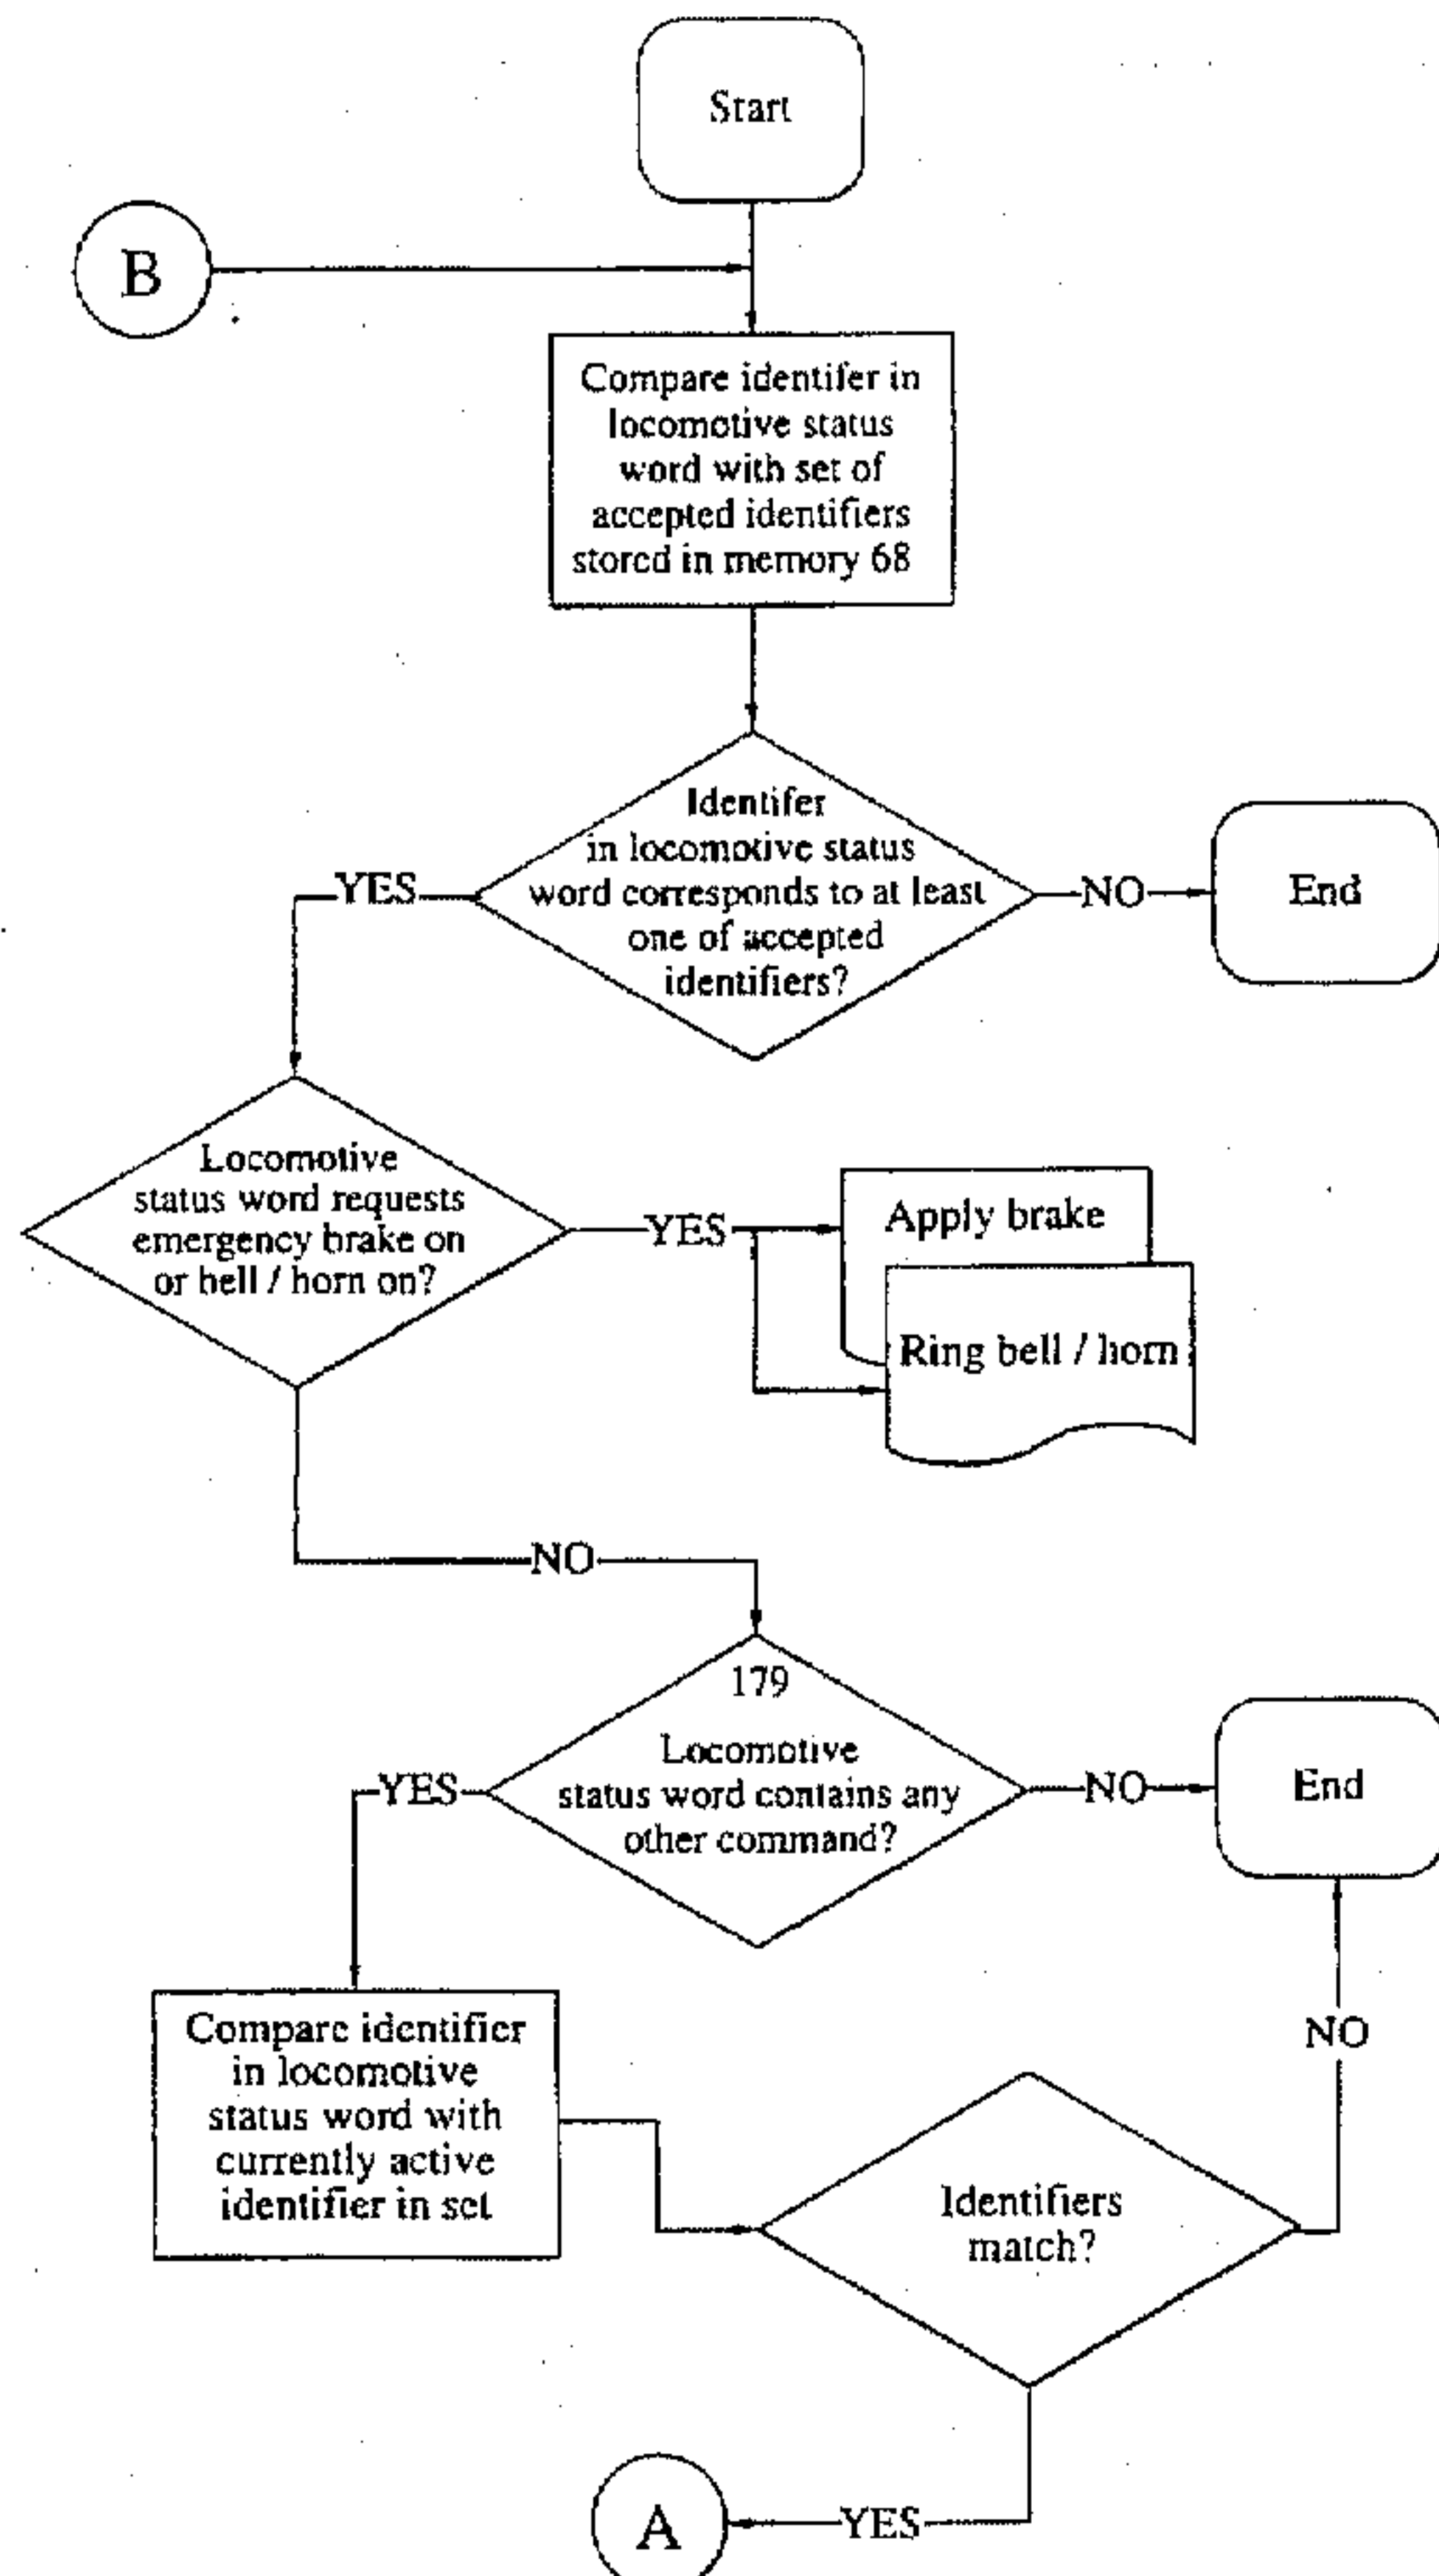 Start
B
Compare identifer in
locomotive status
word with set of
accepted identifiers
stored in memory 68
Identifer
in locomotive status
word corresponds to at least
one of accepted
identifiers?
YES
NO
End
Locomotive
status word requests
emergency brake on
or bell / horn on?
YES
Apply brake
Ring bell / horn
NO
179
Locomotive
status word contains any
other command?
YES
NO
End
Compare identifier
in locomotive
status word with
currently active
identifier in set
NO
Identifiers
match?
A
YES